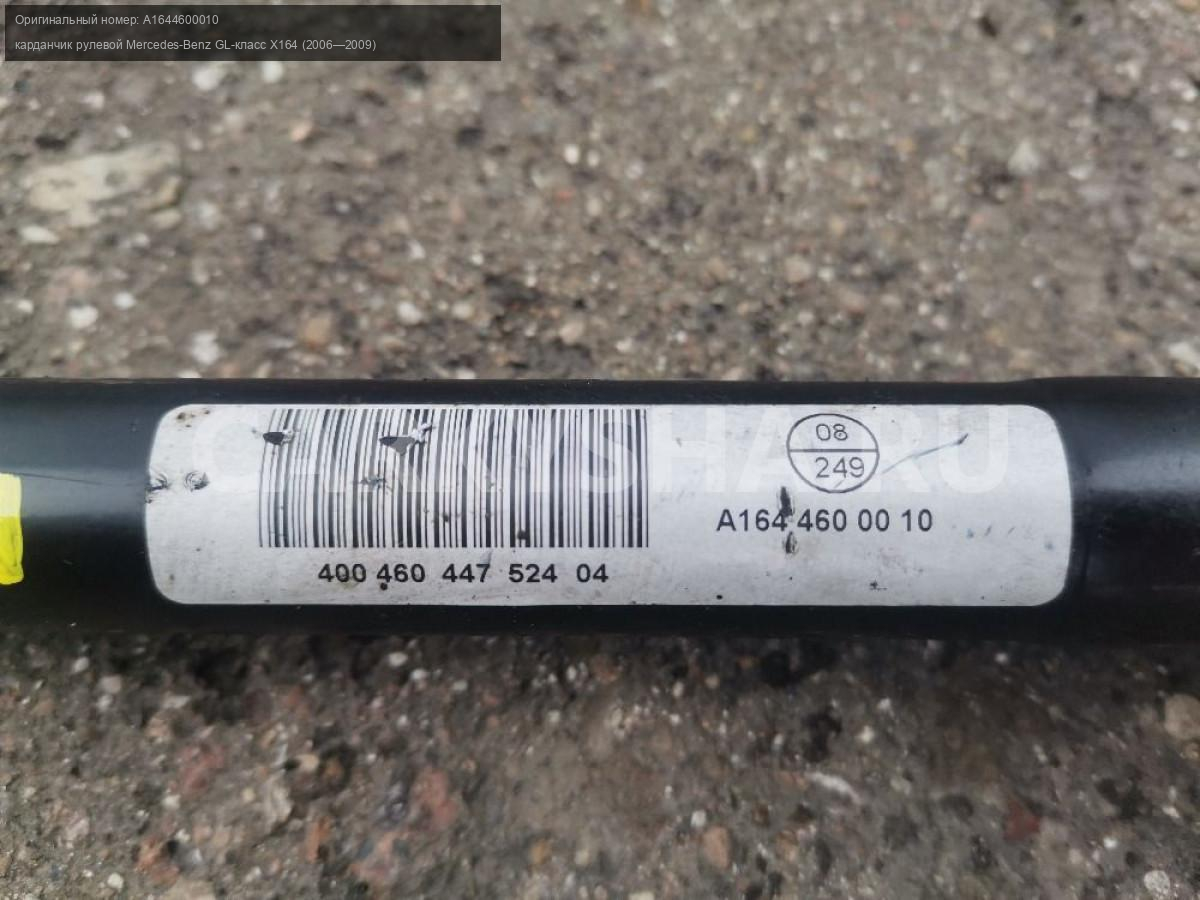 Оригинальный номер: A1644600010
карданчик рулевой Mercedes-Benz GL-класс X164 (2006—2009)
CARRYSHARU
08
249
A164 460 00 10
400 460 447 524 04